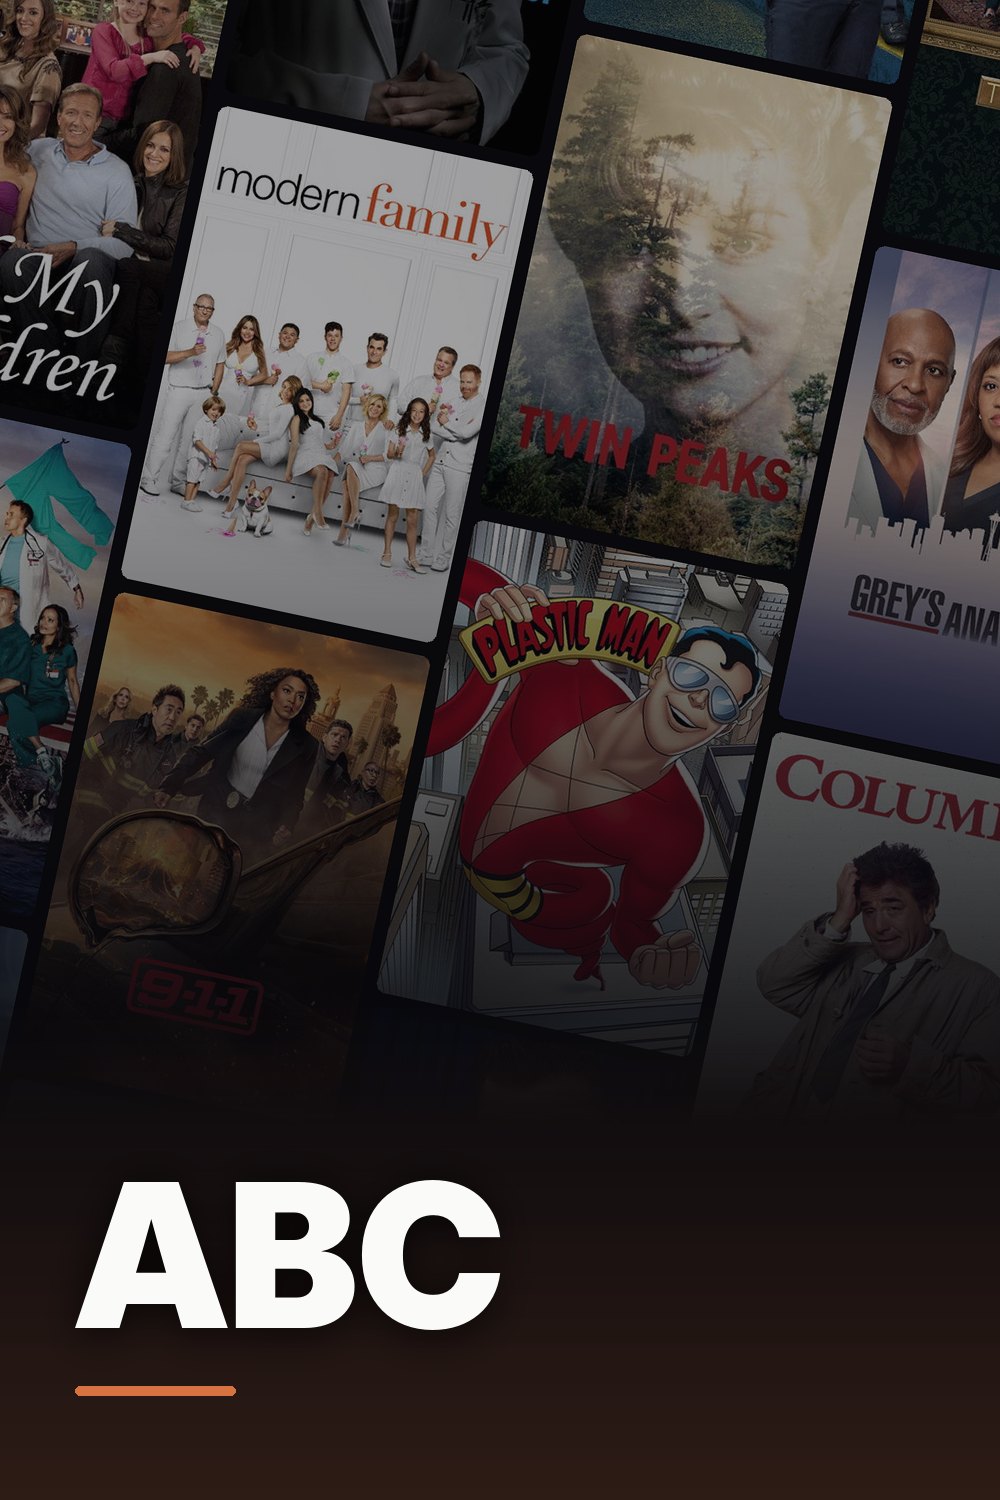 My
dren
modern family
TWIN PEAKS
GREY'S ANA
PLASTIC MAN
COLUM
9-1-1
ABC